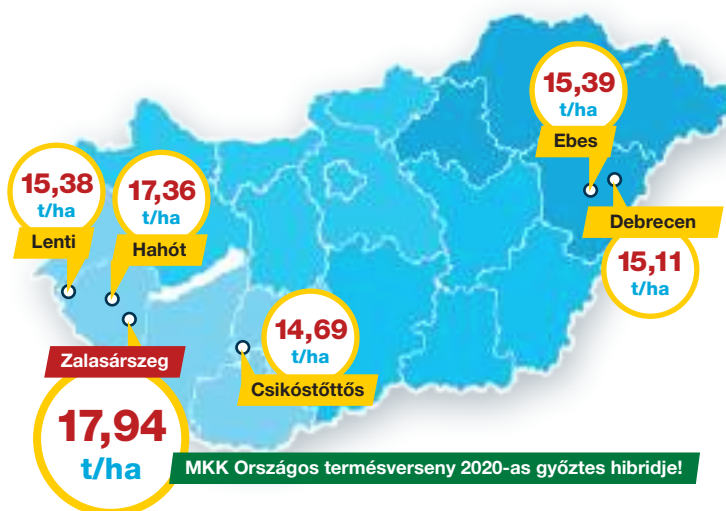 15,39
t/ha
Ebes
15,38
t/ha
Lenti
17,36
t/ha
Hahót
Debrecen
15,11
t/ha
14,69
t/ha
Csikóstőttős
Zalasárszeg
17,94
t/ha
MKK Országos termésverseny 2020-as győztes hibridje!